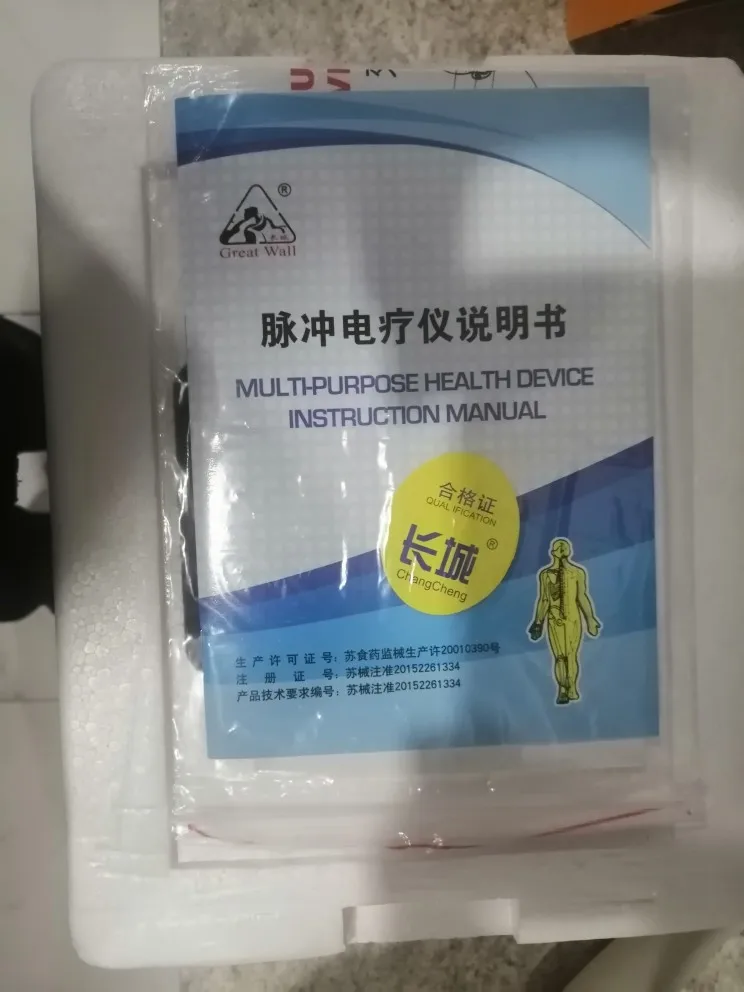 ®
Great Wall
脉冲电疗仪说明书
MULTI-PURPOSE HEALTH DEVICE
INSTRUCTION MANUAL
合格证
QUALIFICATION
长城®
ChangCheng
生产许可证号：苏食药监械生产许20010390号
注册证号：苏械注准20152261334
产品技术要求编号：苏械注准20152261334